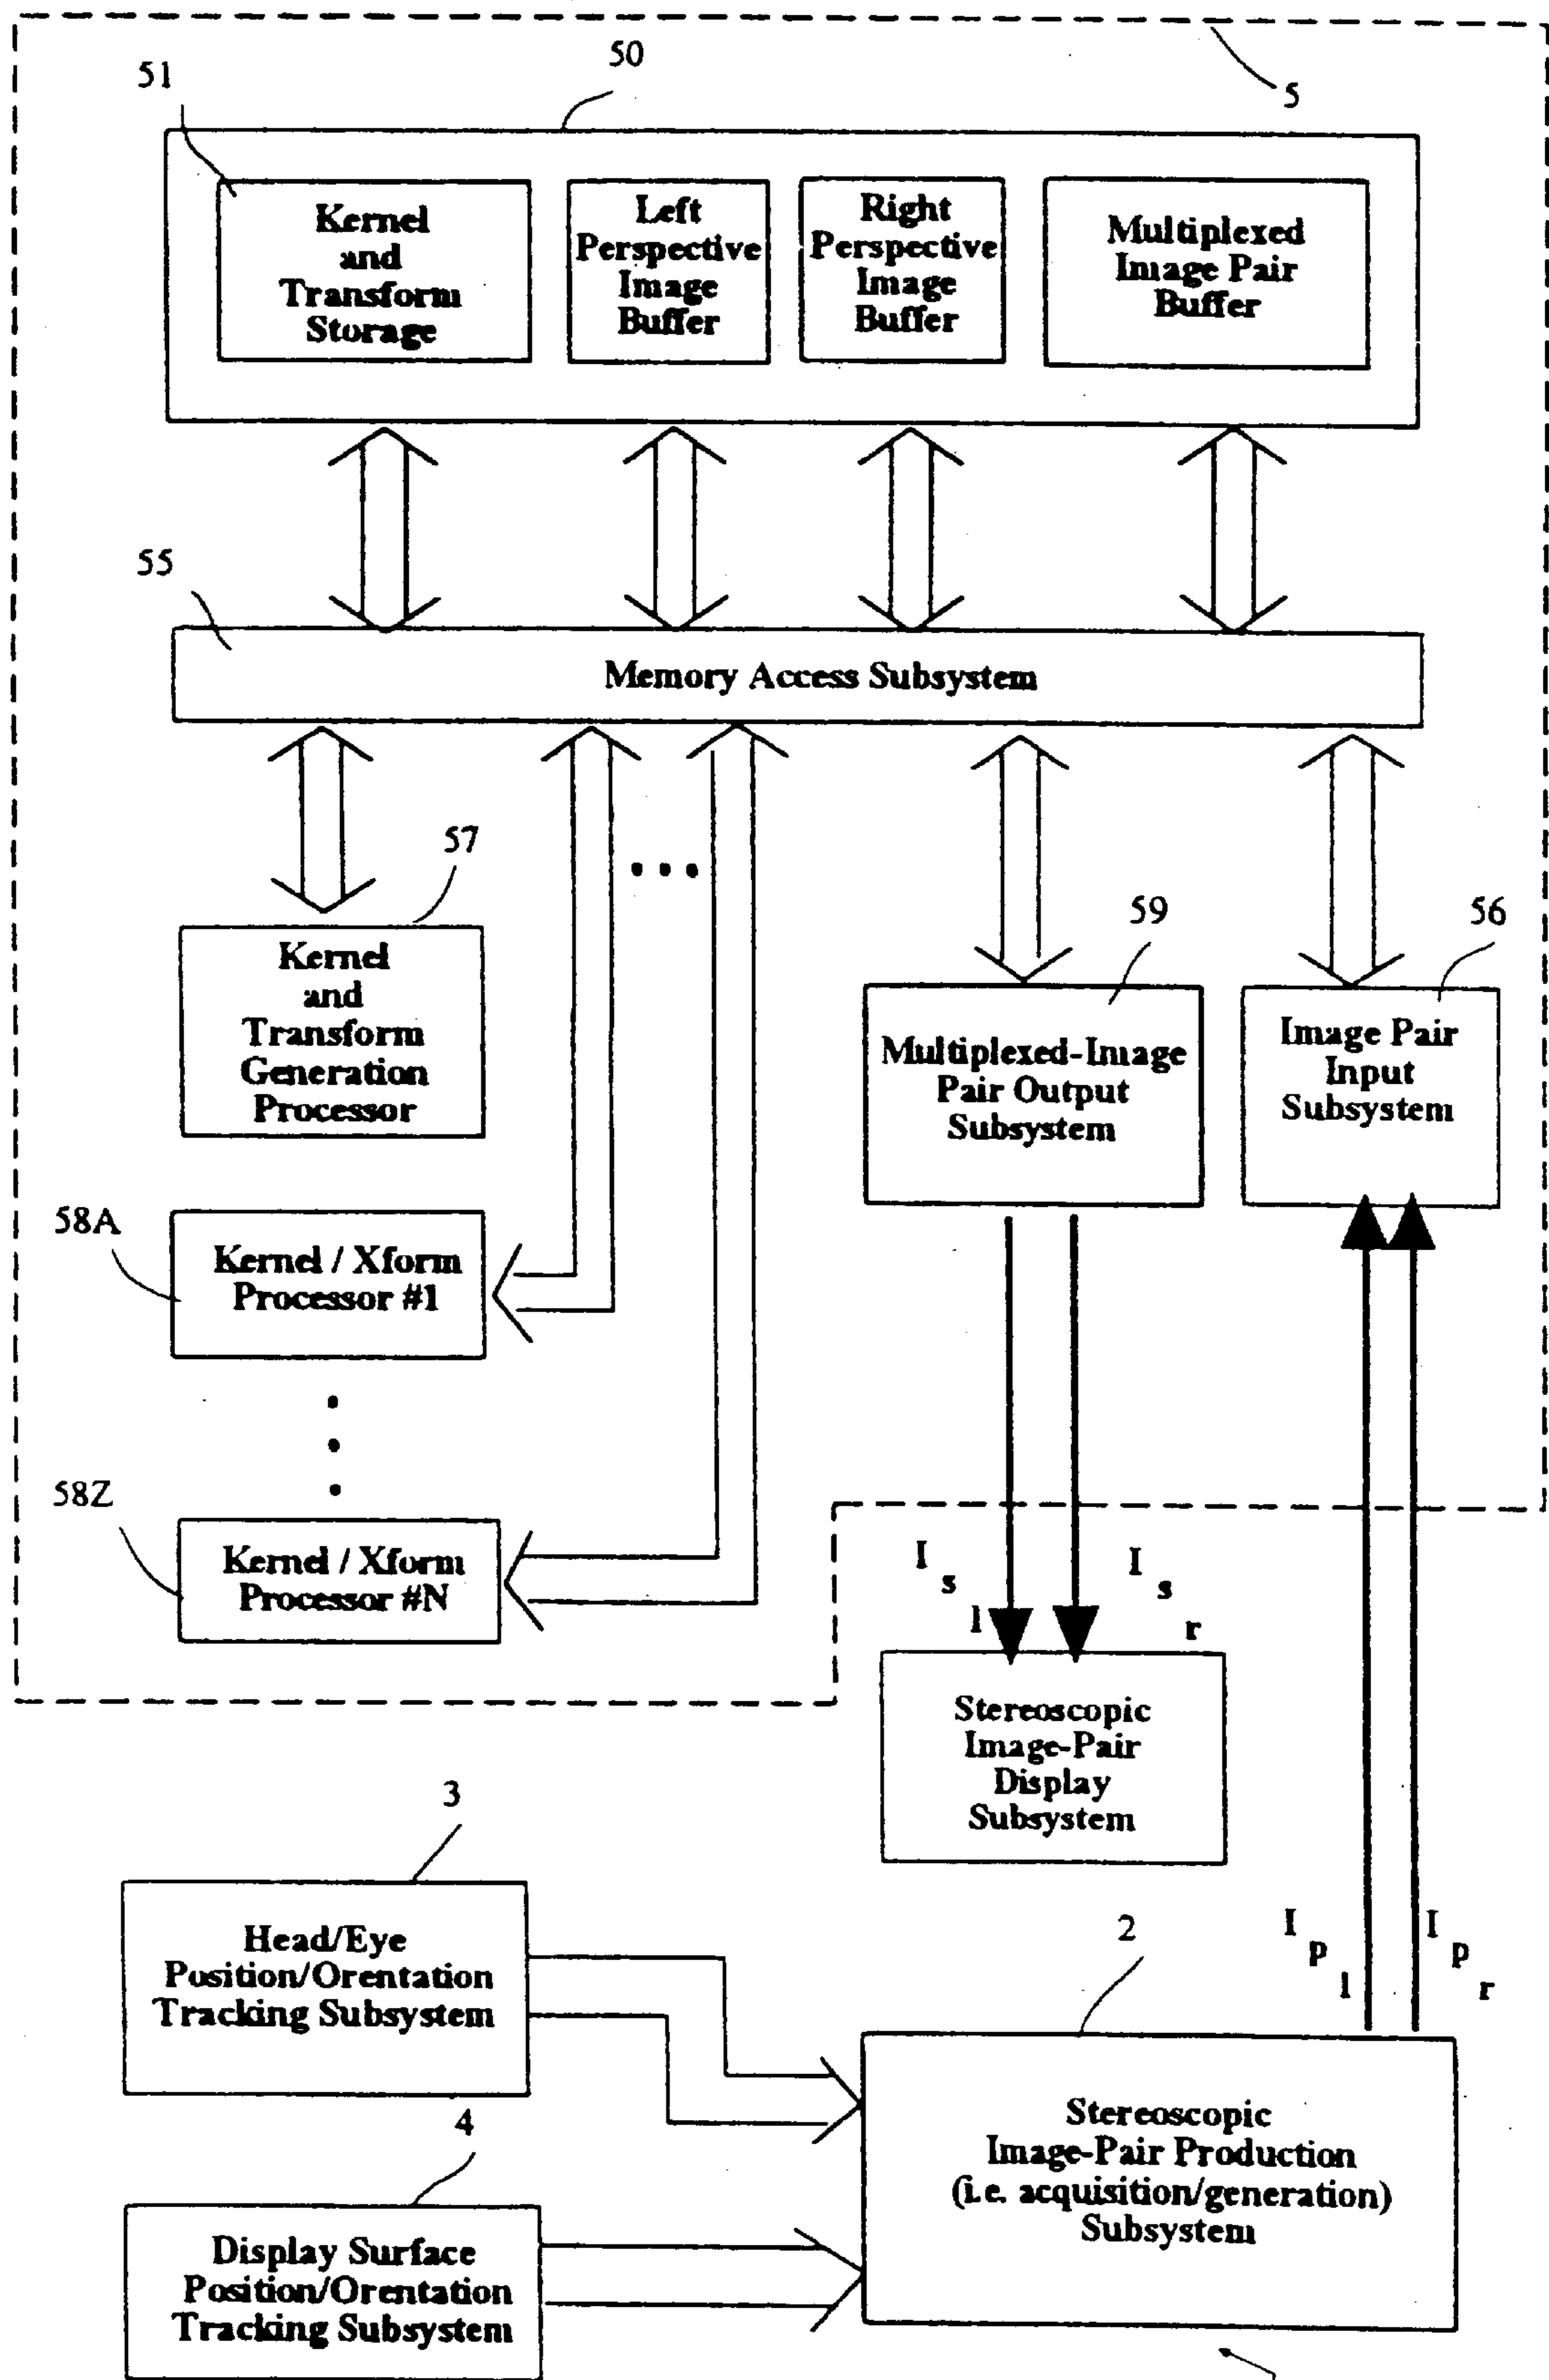 50
51
5
Kernel
and
Transform
Storage
Left
Perspective
Image
Buffer
Right
Perspective
Image
Buffer
Multiplexed
Image Pair
Buffer
55
Memory Access Subsystem
57
...
59
56
Kernel
and
Transform
Generation
Processor
Multiplexed-Image
Pair Output
Subsystem
Image Pair
Input
Subsystem
58A
Kernel / Xform
Processor #1
58Z
Kernel / Xform
Processor #N
I s l
I s r
Stereoscopic
Image-Pair
Display
Subsystem
3
Head/Eye
Position/Orentation
Tracking Subsystem
2
I p l
I p r
4
Stereoscopic
Image-Pair Production
(i.e. acquisition/generation)
Subsystem
Display Surface
Position/Orentation
Tracking Subsystem